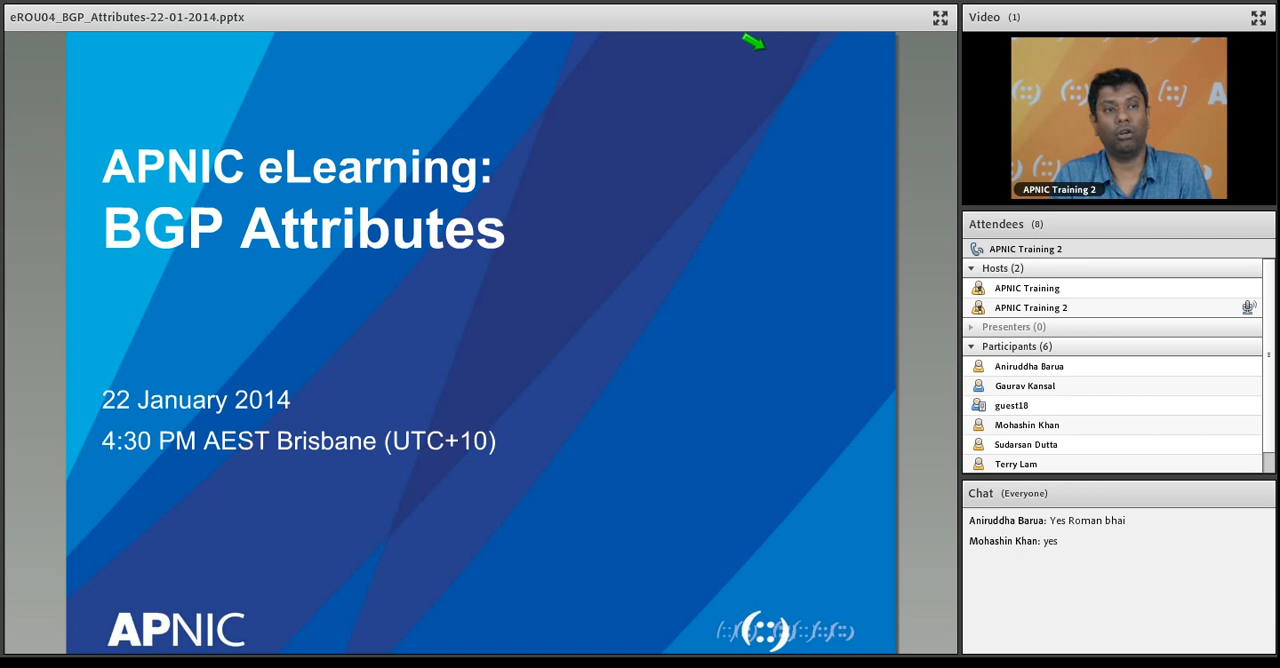 eROU04_BGP_Attributes-22-01-2014.pptx
APNIC eLearning:
BGP Attributes
22 January 2014
4:30 PM AEST Brisbane (UTC+10)
APNIC
Video (1)
A
APNIC Training 2
Attendees (8)
APNIC Training 2
Hosts (2)
APNIC Training
APNIC Training 2
Presenters (0)
Participants (6)
Aniruddha Barua
Gaurav Kansal
guest18
Mohashin Khan
Sudarsan Dutta
Terry Lam
Chat (Everyone)
Aniruddha Barua: Yes Roman bhai
Mohashin Khan: yes